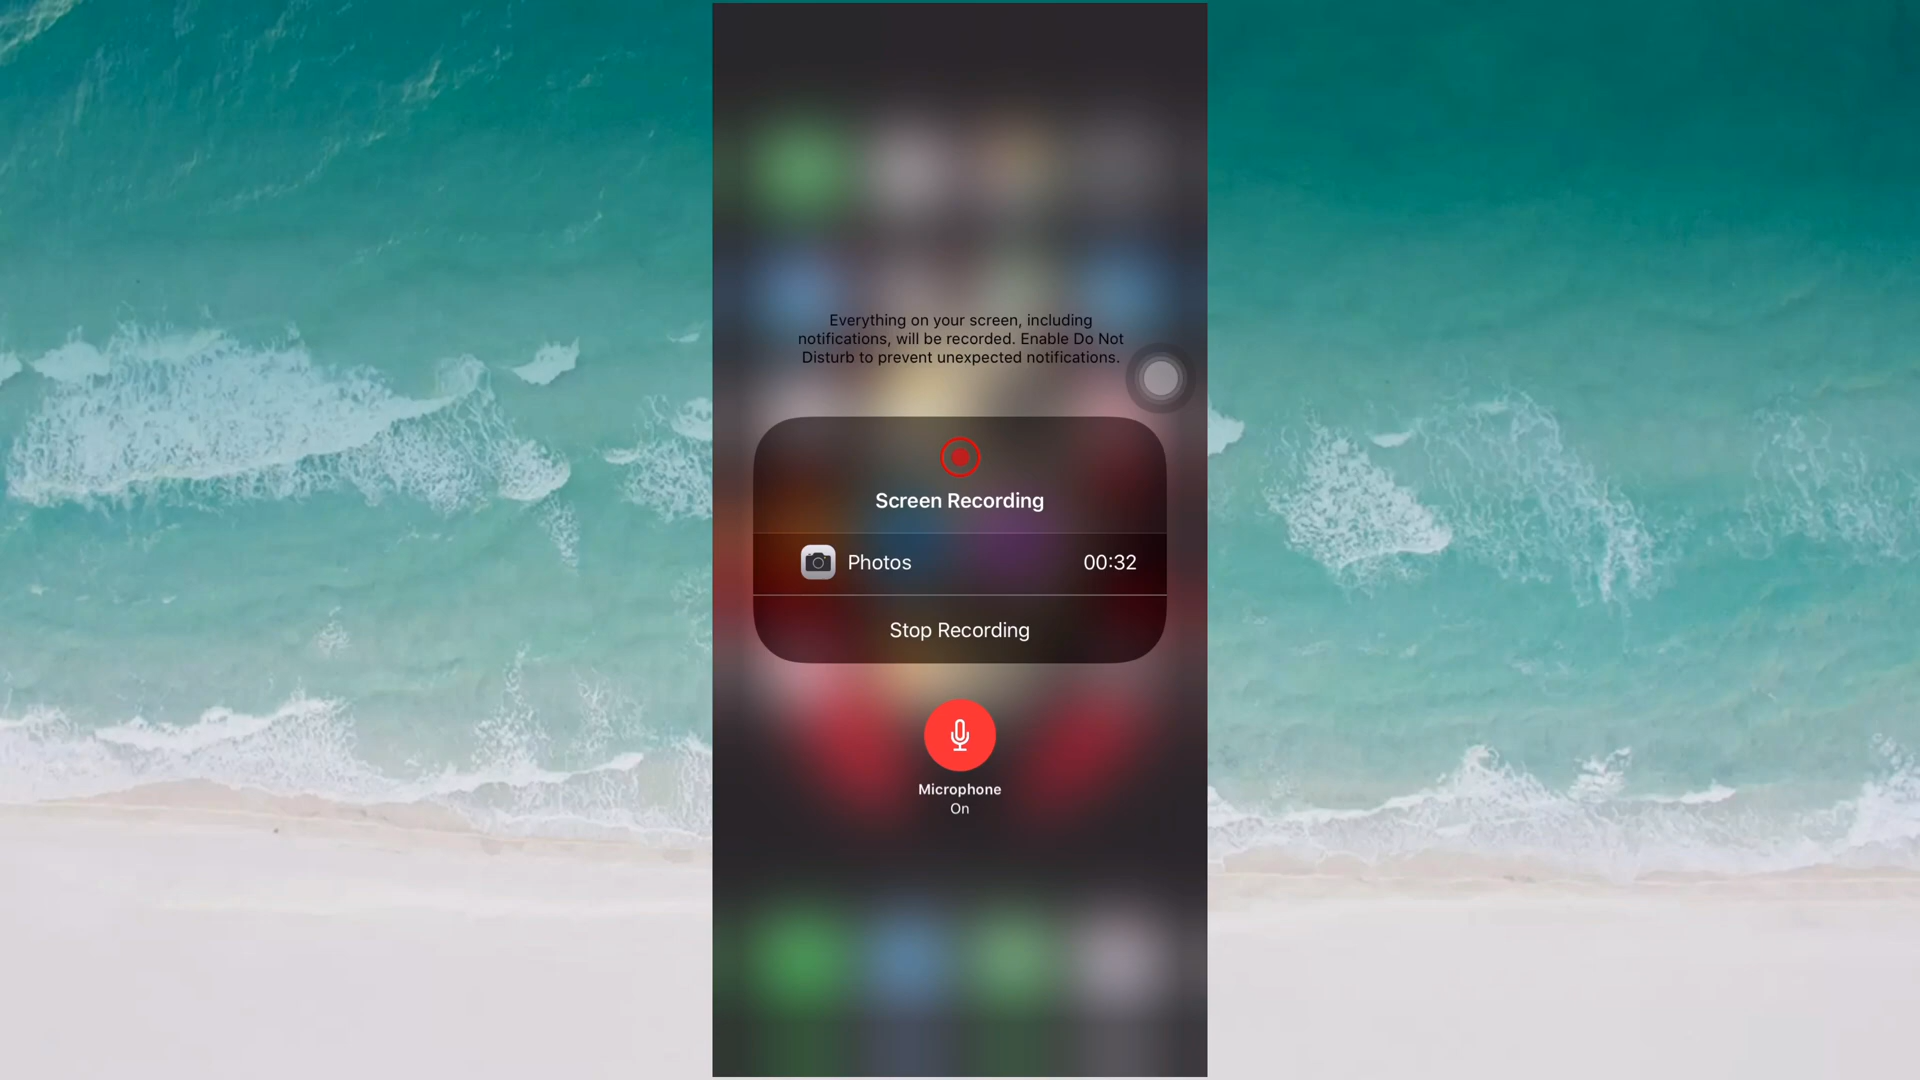 Everything on your screen, including
notifications, will be recorded. Enable Do Not
Disturb to prevent unexpected notifications.
Screen Recording
Photos 00:32
Stop Recording
Microphone
On